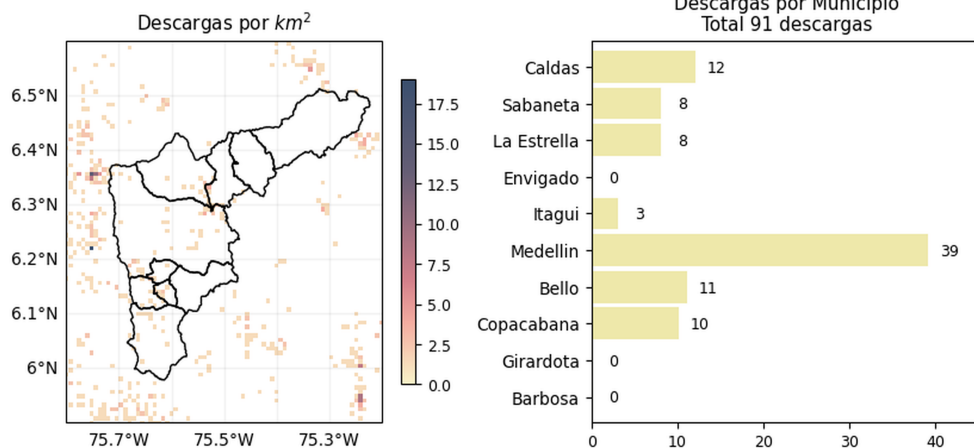 Descargas por km²
6.5°N
6.4°N
6.3°N
6.2°N
6.1°N
6°N
75.7°W
75.5°W
75.3°W
17.5
15.0
12.5
10.0
7.5
5.0
2.5
0.0
Descargas por Municipio
Total 91 descargas
Caldas 12
Sabaneta 8
La Estrella 8
Envigado 0
Itagui 3
Medellin 39
Bello 11
Copacabana 10
Girardota 0
Barbosa 0
0 10 20 30 40